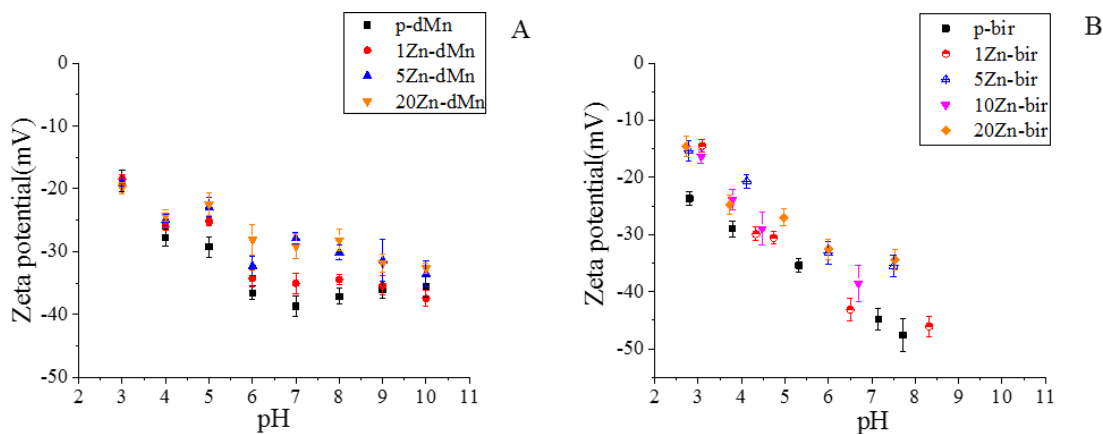 A
p-dMn
1Zn-dMn
5Zn-dMn
20Zn-dMn
0
-10
-20
-30
-40
-50
Zeta potential(mV)
2 3 4 5 6 7 8 9 10 11
pH
B
p-bir
1Zn-bir
5Zn-bir
10Zn-bir
20Zn-bir
0
-10
-20
-30
-40
-50
Zeta potential(mV)
2 3 4 5 6 7 8 9 10 11
pH